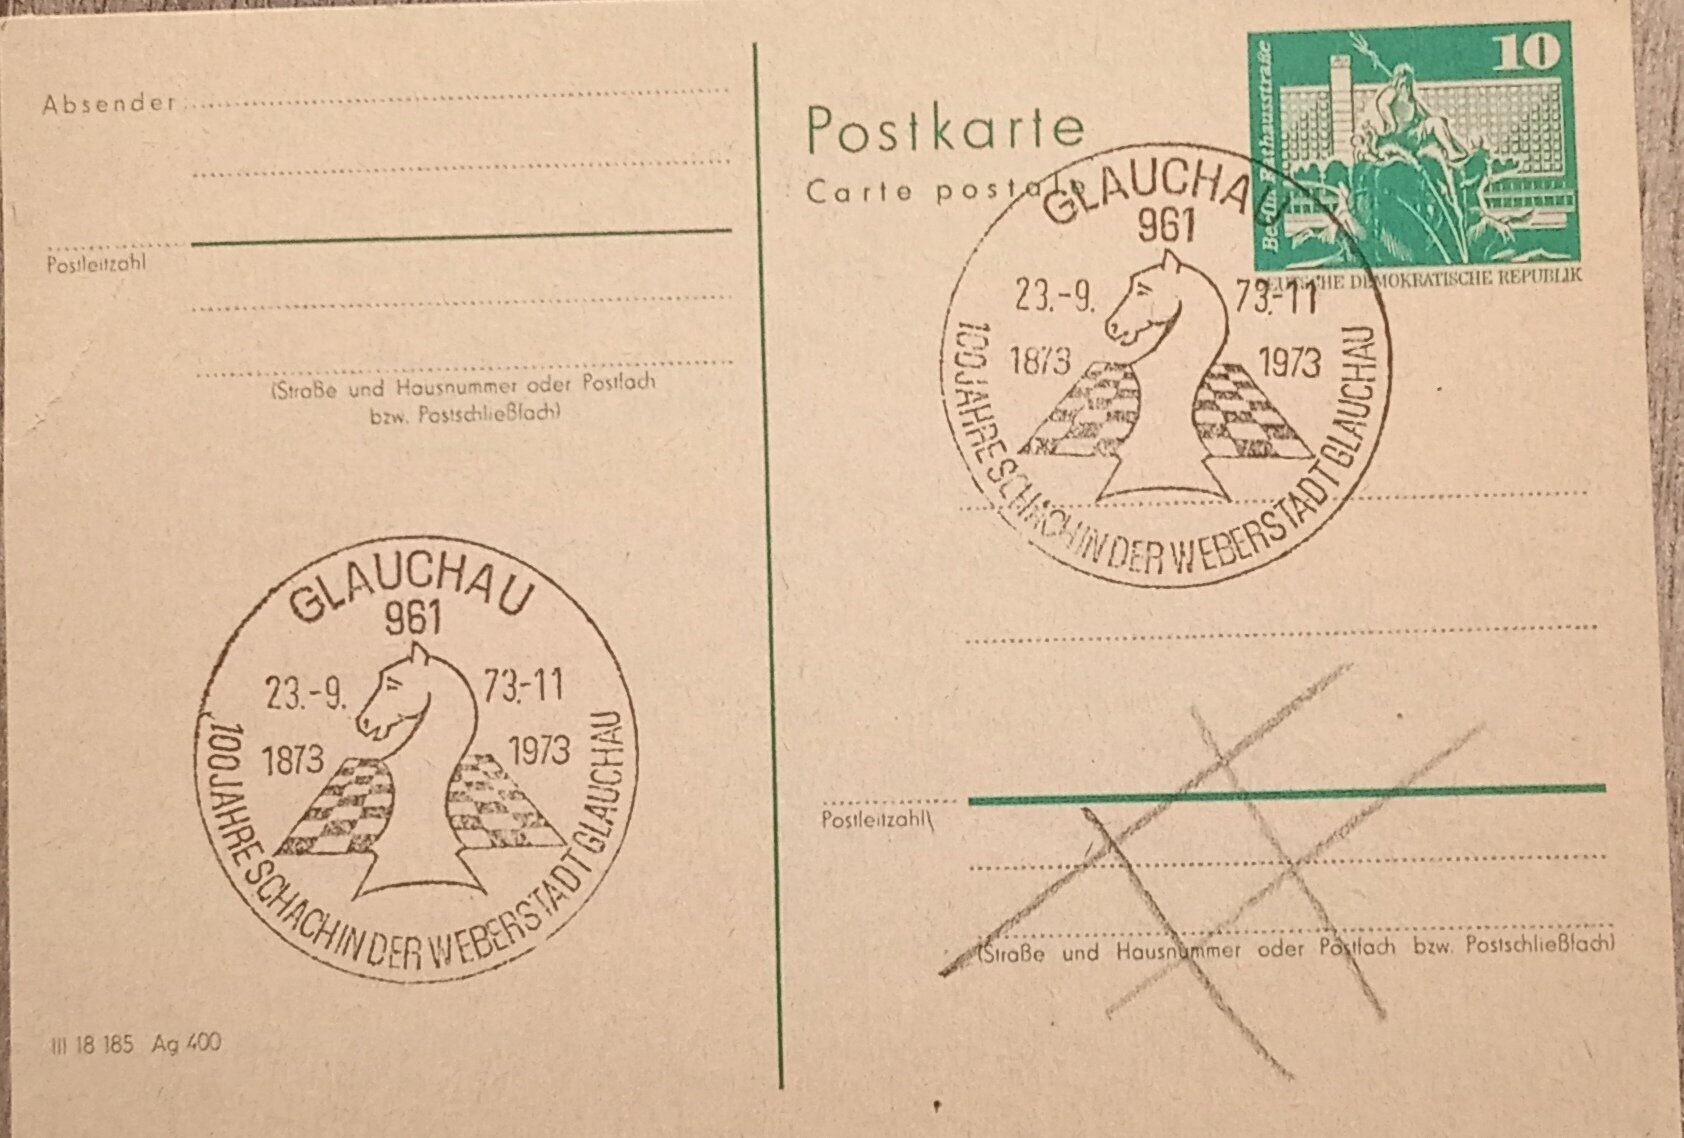 Absender
Postleitzahl
(Straße und Hausnummer oder Postfach
bzw. Postschließfach)
GLAUCHAU
961
23.-9. 73.-11
1873 1973
100 JAHRE SCHACH IN DER WEBERSTADT GLAUCHAU
III 18 185 Ag 400
Postkarte
Carte postale
10
Berlin, Rathausstraße
DEUTSCHE DEMOKRATISCHE REPUBLIK
GLAUCHAU
961
23.-9. 73.-11
1873 1973
100 JAHRE SCHACH IN DER WEBERSTADT GLAUCHAU
Postleitzahl
(Straße und Hausnummer oder Postfach bzw. Postschließfach)